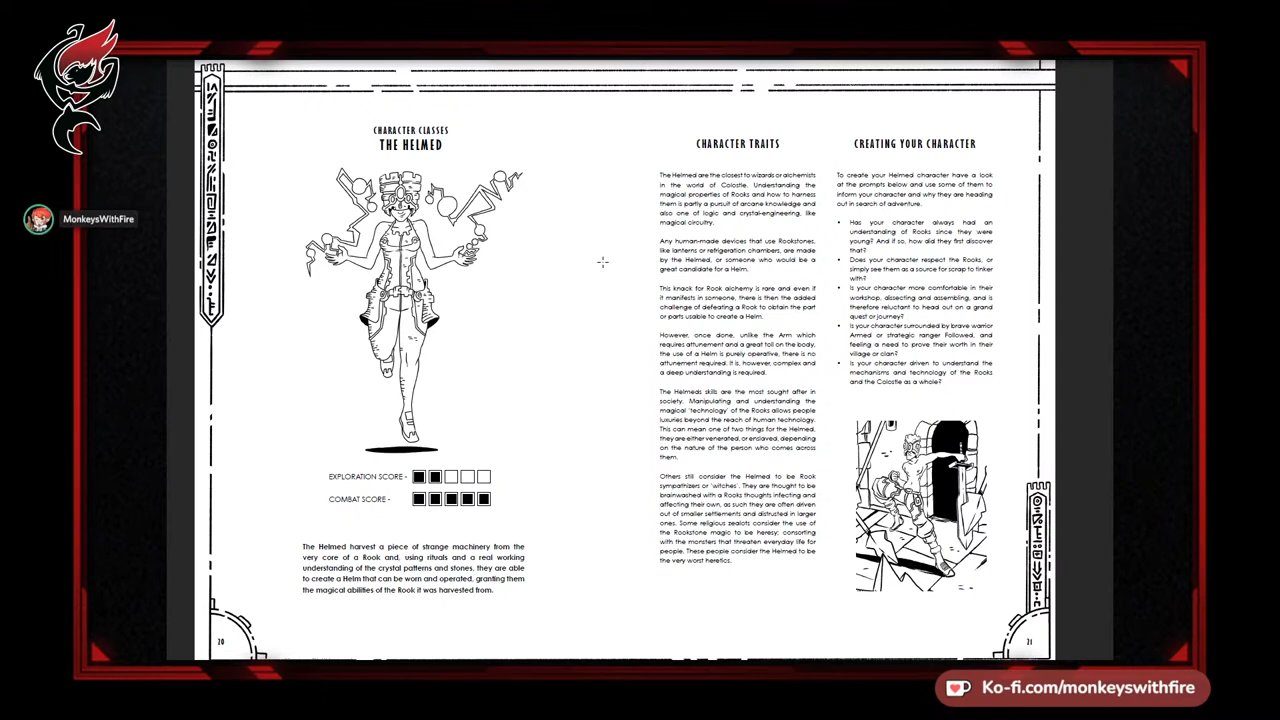 MonkeysWithFire
CHARACTER CLASSES
THE HELMED
EXPLORATION SCORE -
COMBAT SCORE -
The Helmed harvest a piece of strange machinery from the
very core of a Rook and, using rituals and a real working
understanding of the crystal patterns and stones, they are able
to create a Helm that can be worn and operated, granting them
the magical abilities of the Rook it was harvested from.
20
CHARACTER TRAITS
The Helmed are the closest to wizards or alchemists
in the world of Colostle. Understanding the
magical properties of Rooks and how to harness
them is partly a pursuit of arcane knowledge and
also one of logic and crystal-engineering, like
magical circuitry.
Any human-made devices that use Rookstones,
like lanterns or refrigeration chambers, are made
by the Helmed, or someone who would be a
great candidate for a Helm.
This knack for Rook alchemy is rare and even if
it manifests in someone, there is then the added
challenge of defeating a Rook to obtain the part
or parts usable to create a Helm.
However, once done, unlike the Arm which
requires attunement and a great toll on the body,
the use of a Helm is purely operative, there is no
attunement required. It is, however, complex and
a deep understanding is required.
The Helmeds skills are the most sought after in
society. Manipulating and understanding the
magical 'technology' of the Rooks allows people
luxuries beyond the reach of human technology.
This can mean one of two things for the Helmed,
they are either venerated, or enslaved, depending
on the nature of the person who comes across
them.
Others still consider the Helmed to be Rook
sympathizers or 'witches'. They are thought to be
brainwashed with a Rooks thoughts infecting and
affecting their own, as such they are often driven
out of smaller settlements and distrusted in larger
ones. Some religious zealots consider the use of
the Rookstone magic to be heresy; consorting
with the monsters that threaten everyday life for
people. These people consider the Helmed to be
the very worst heretics.
CREATING YOUR CHARACTER
To create your Helmed character have a look
at the prompts below and use some of them to
inform your character and why they are heading
out in search of adventure.
• Has your character always had an
understanding of Rooks since they were
young? And if so, how did they first discover
that?
• Does your character respect the Rooks, or
simply see them as a source for scrap to tinker
with?
• Is your character more comfortable in their
workshop, dissecting and assembling, and is
therefore reluctant to head out on a grand
quest or journey?
• Is your character surrounded by brave warrior
Armed or strategic ranger Followed, and
feeling a need to prove their worth in their
village or clan?
• Is your character driven to understand the
mechanisms and technology of the Rooks
and the Colostle as a whole?
21
Ko-fi.com/monkeyswithfire